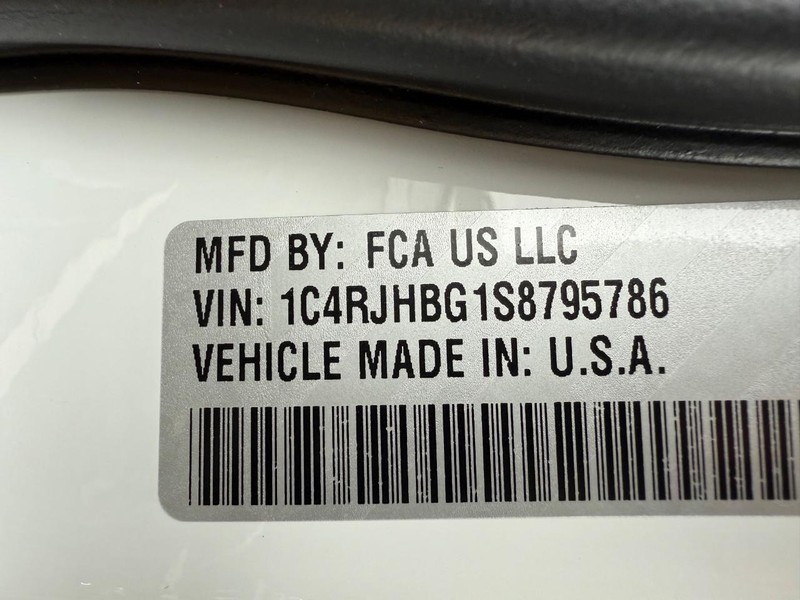 MFD BY: FCA US LLC
VIN: 1C4RJHBG1S8795786
VEHICLE MADE IN: U.S.A.